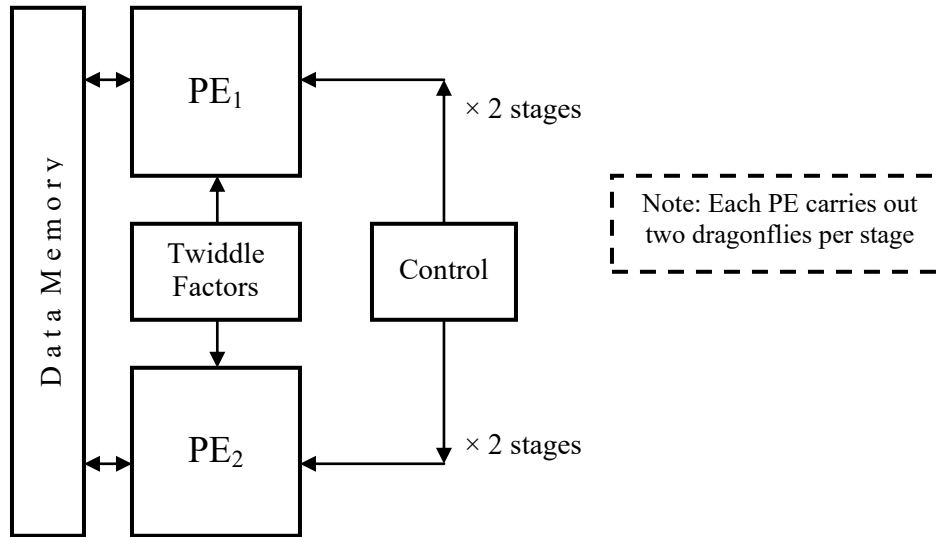 PE₁
× 2 stages
Data Memory
Twiddle
Factors
Control
Note: Each PE carries out
two dragonflies per stage
PE₂
× 2 stages